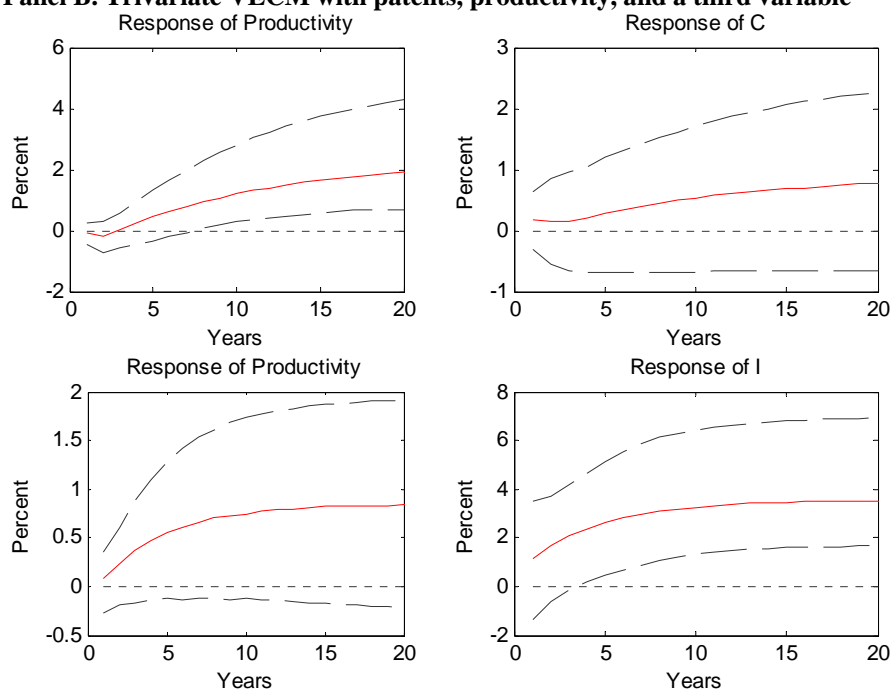 Panel B: Trivariate VECM with patents, productivity, and a third variable
Response of Productivity
Percent
6
4
2
0
-2
0 5 10 15 20
Years
Response of C
Percent
3
2
1
0
-1
0 5 10 15 20
Years
Response of Productivity
Percent
2
1.5
1
0.5
0
-0.5
0 5 10 15 20
Years
Response of I
Percent
8
6
4
2
0
-2
0 5 10 15 20
Years